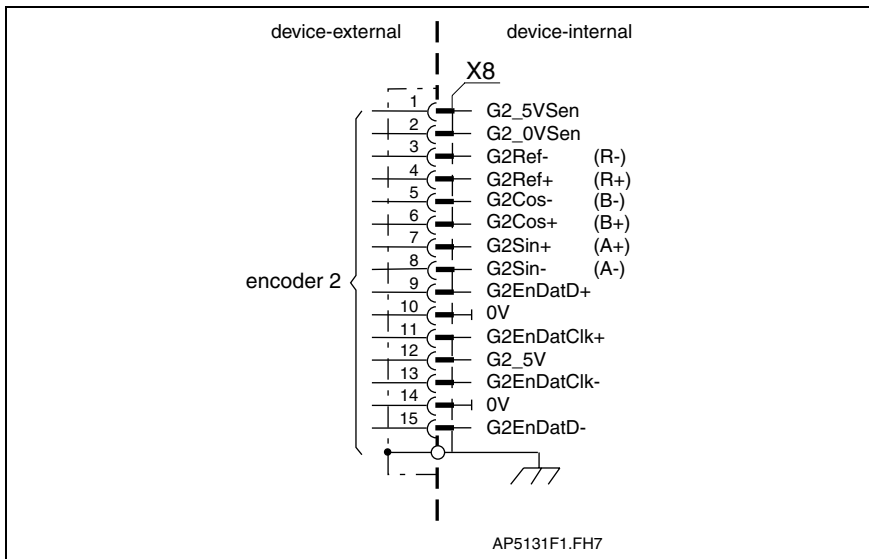 device-external device-internal
X8
1 G2_5VSen
2 G2_0VSen
3 G2Ref- (R-)
4 G2Ref+ (R+)
5 G2Cos- (B-)
6 G2Cos+ (B+)
7 G2Sin+ (A+)
8 G2Sin- (A-)
encoder 2
9 G2EnDatD+
10 0V
11 G2EnDatClk+
12 G2_5V
13 G2EnDatClk-
14 0V
15 G2EnDatD-
AP5131F1.FH7